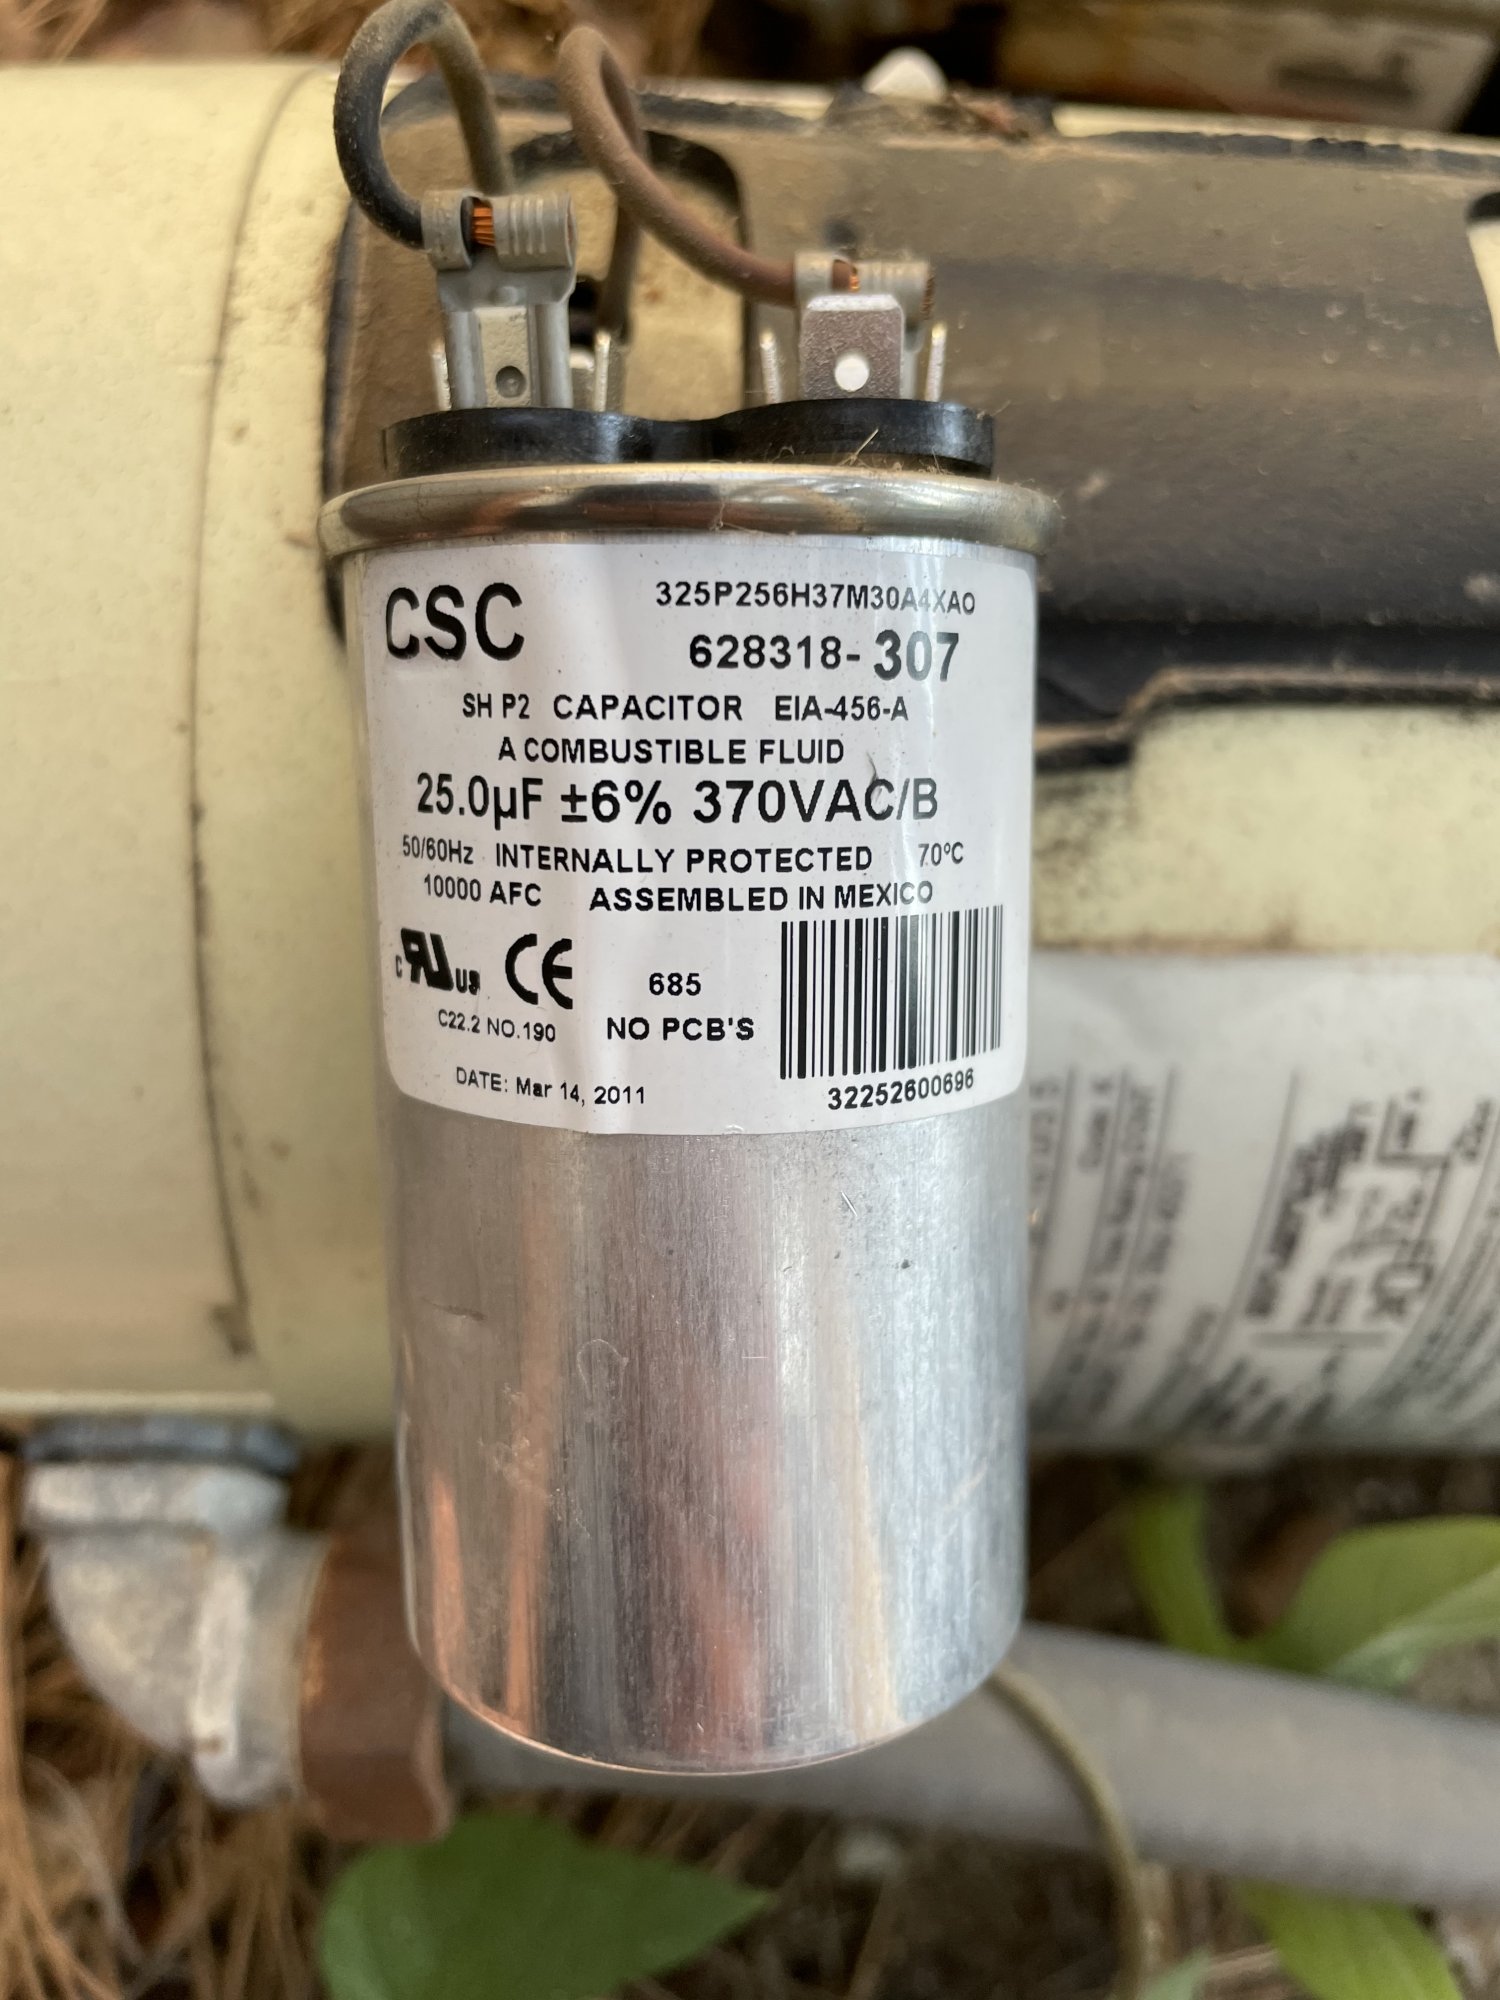 CSC
325P256H37M30A4XA0
628318-307
SH P2 CAPACITOR EIA-456-A
A COMBUSTIBLE FLUID
25.0µF ±6% 370VAC/B
50/60Hz INTERNALLY PROTECTED 70°C
10000 AFC ASSEMBLED IN MEXICO
c RU us CE
685
C22.2 NO.190 NO PCB'S
DATE: Mar 14, 2011
32252600696